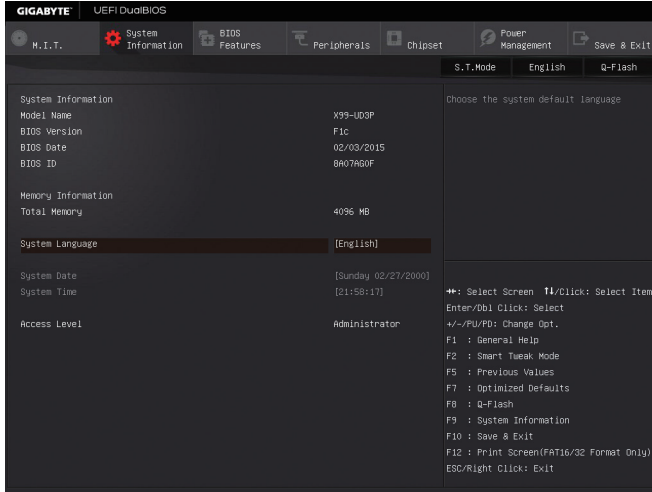 GIGABYTE™ UEFI DualBIOS
M.I.T.
System Information
BIOS Features
Peripherals
Chipset
Power Management
Save & Exit
S.T.Mode English Q-Flash
System Information
Model Name X99-UD3P
BIOS Version F1c
BIOS Date 02/03/2015
BIOS ID 8A07AG0F
Memory Information
Total Memory 4096 MB
System Language [English]
System Date [Sunday 02/27/2000]
System Time [21:58:17]
Access Level Administrator
Choose the system default language
→←: Select Screen ↑↓/Click: Select Item
Enter/Dbl Click: Select
+/-/PU/PD: Change Opt.
F1 : General Help
F2 : Smart Tweak Mode
F5 : Previous Values
F7 : Optimized Defaults
F8 : Q-Flash
F9 : System Information
F10 : Save & Exit
F12 : Print Screen(FAT16/32 Format Only)
ESC/Right Click: Exit